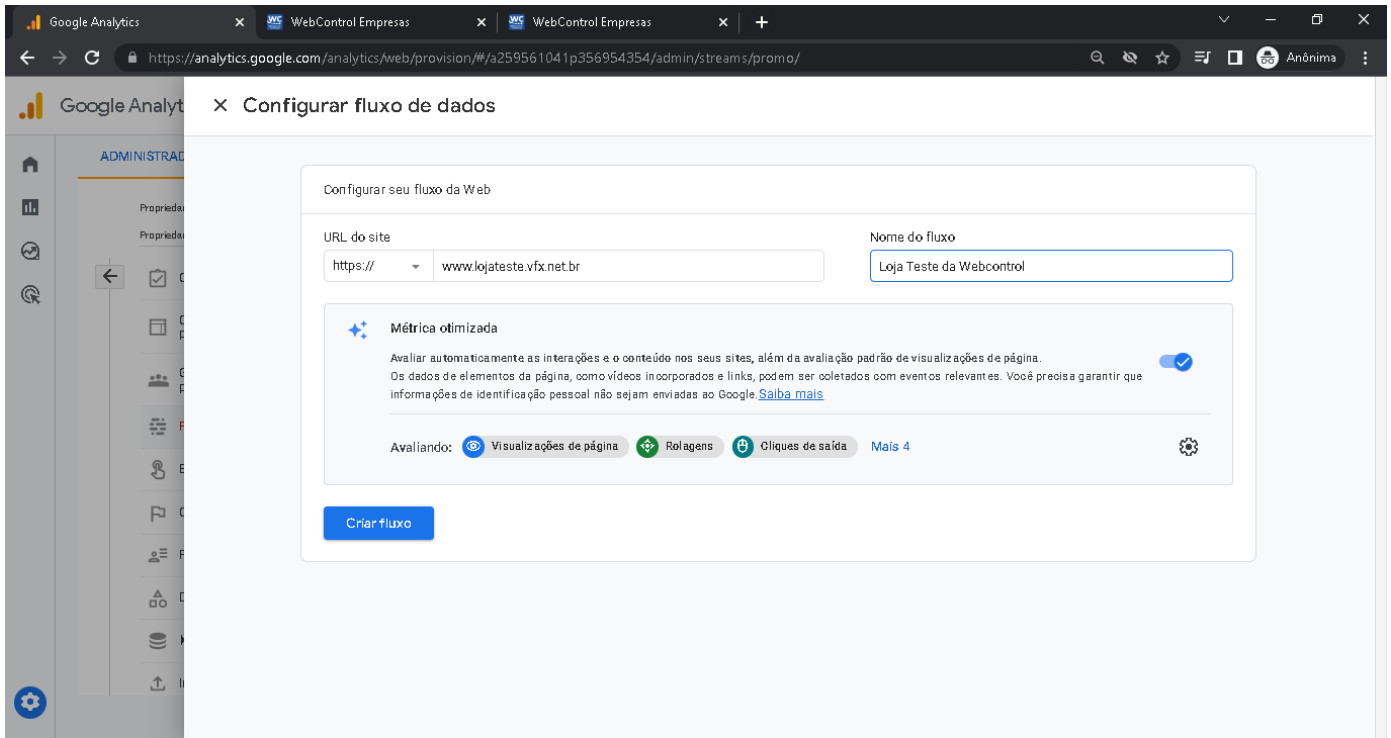 Google Analytics
WebControl Empresas
WebControl Empresas
https://analytics.google.com/analytics/web/provision/#/a259561041p356954354/admin/streams/promo/
Anônima
Google Analyt
Configurar fluxo de dados
ADMINISTRAD
Configurar seu fluxo da Web
Propriedad
Propriedad
URL do site
Nome do fluxo
https://
www.lojateste.vfx.net.br
Loja Teste da Webcontrol
Métrica otimizada
Avaliar automaticamente as interações e o conteúdo nos seus sites, além da avaliação padrão de visualizações de página.
Os dados de elementos da página, como vídeos incorporados e links, podem ser coletados com eventos relevantes. Você precisa garantir que
informações de identificação pessoal não sejam enviadas ao Google. Saiba mais
Avaliando: Visualizações de página Rolagens Cliques de saída Mais 4
Criar fluxo